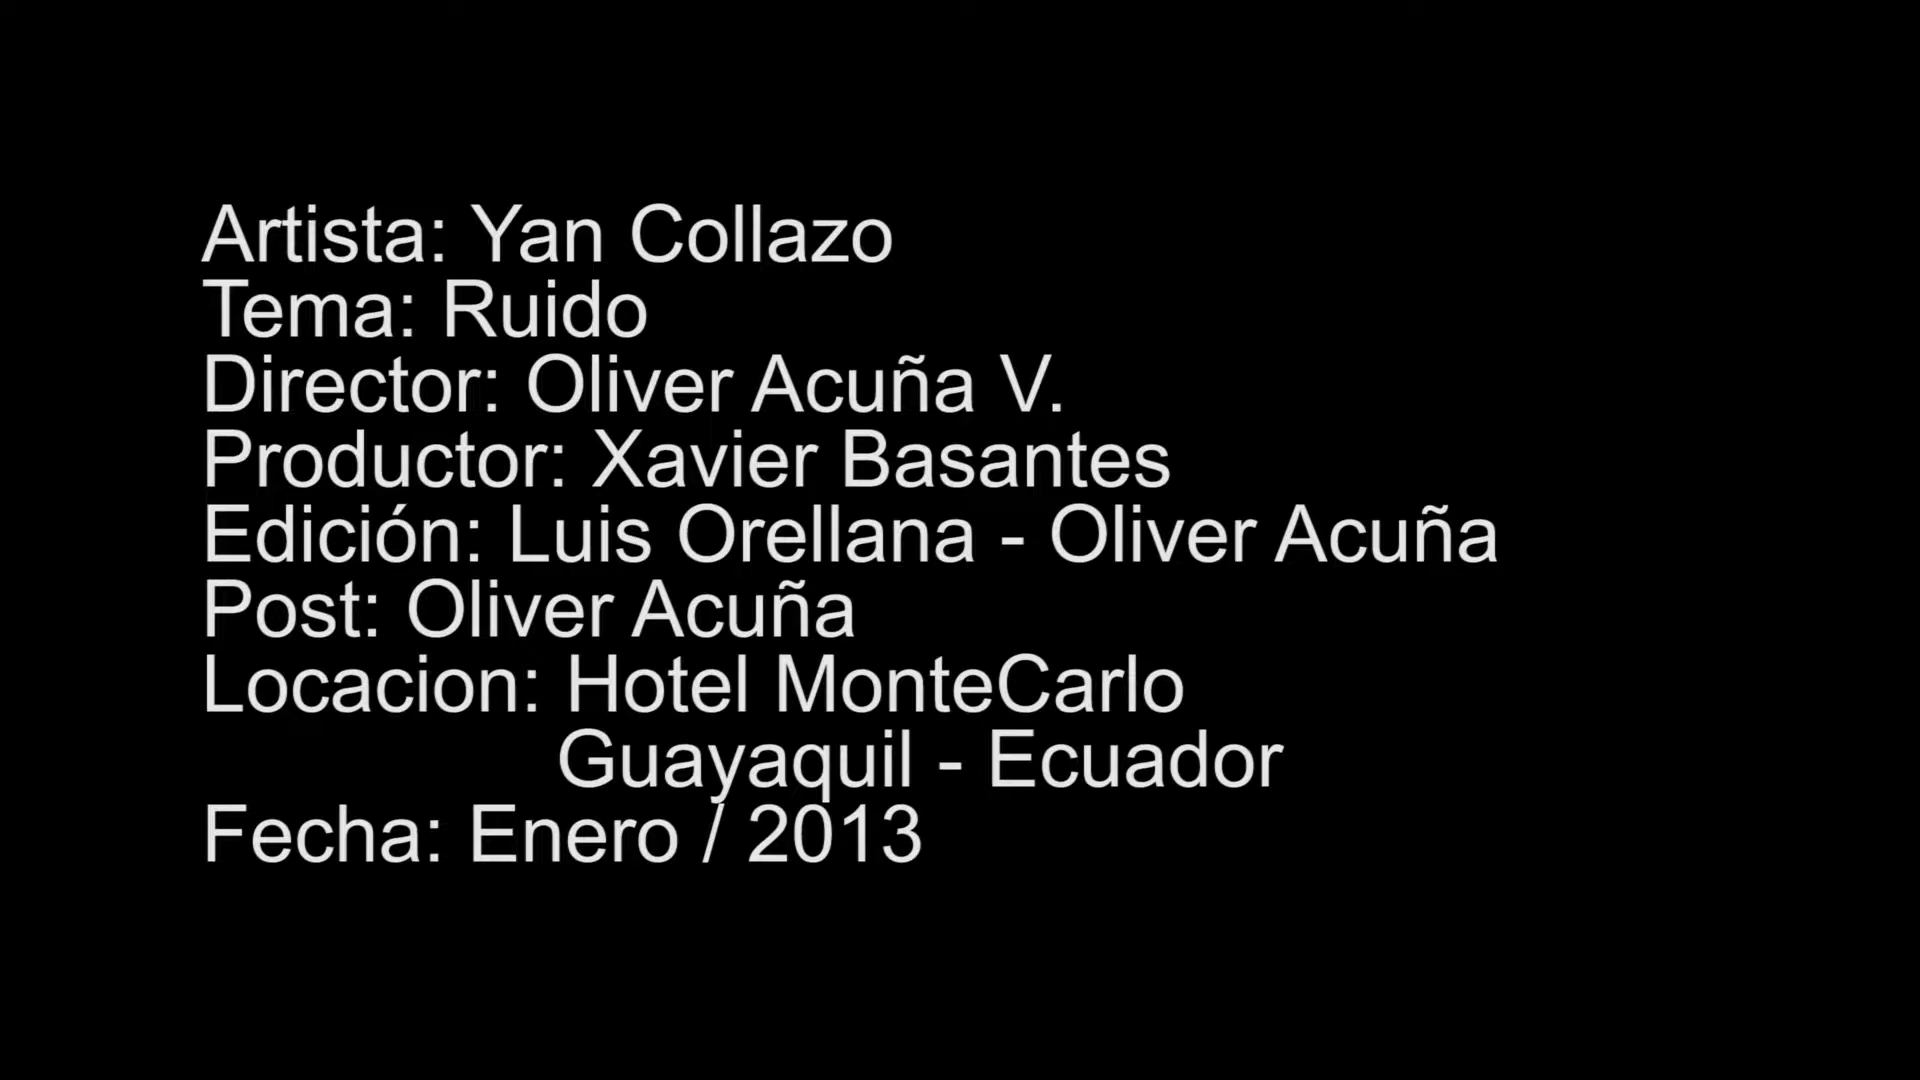 Artista: Yan Collazo
Tema: Ruido
Director: Oliver Acuña V.
Productor: Xavier Basantes
Edición: Luis Orellana - Oliver Acuña
Post: Oliver Acuña
Locacion: Hotel MonteCarlo
Guayaquil - Ecuador
Fecha: Enero / 2013